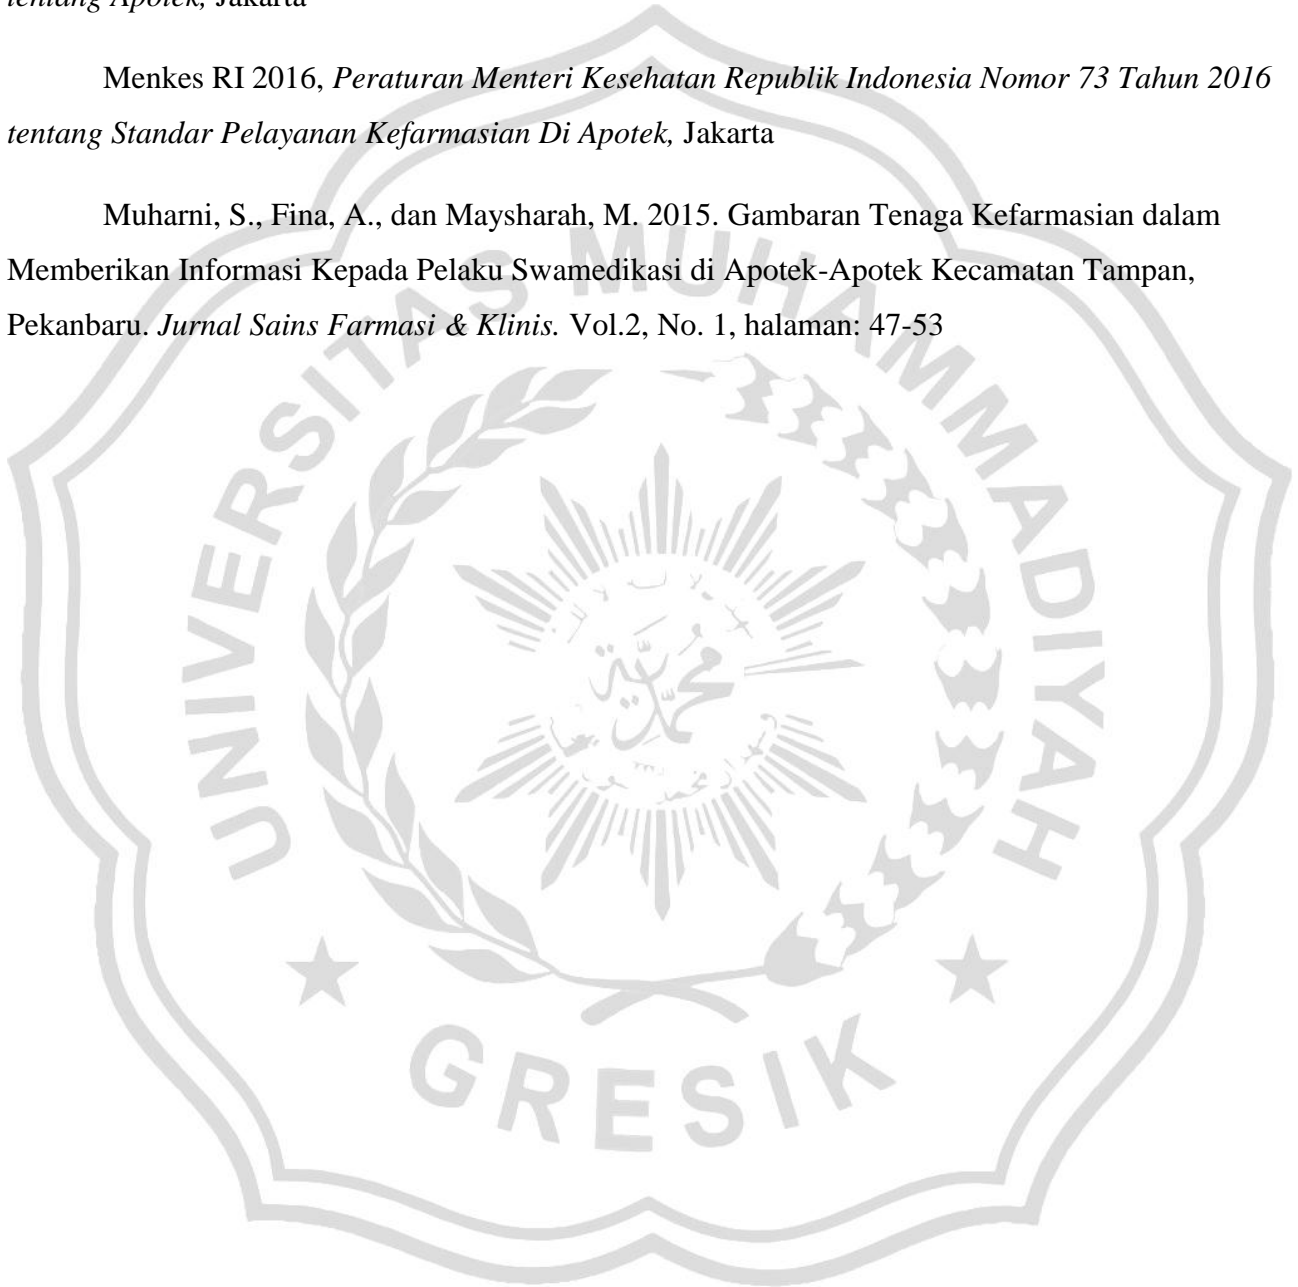 tentang Apotek, Jakarta
Menkes RI 2016, Peraturan Menteri Kesehatan Republik Indonesia Nomor 73 Tahun 2016
tentang Standar Pelayanan Kefarmasian Di Apotek, Jakarta
Muharni, S., Fina, A., dan Maysharah, M. 2015. Gambaran Tenaga Kefarmasian dalam
Memberikan Informasi Kepada Pelaku Swamedikasi di Apotek-Apotek Kecamatan Tampan,
Pekanbaru. Jurnal Sains Farmasi & Klinis. Vol.2, No. 1, halaman: 47-53
UNIVERSITAS MUHAMMADIYAH
محمدية
GRESIK